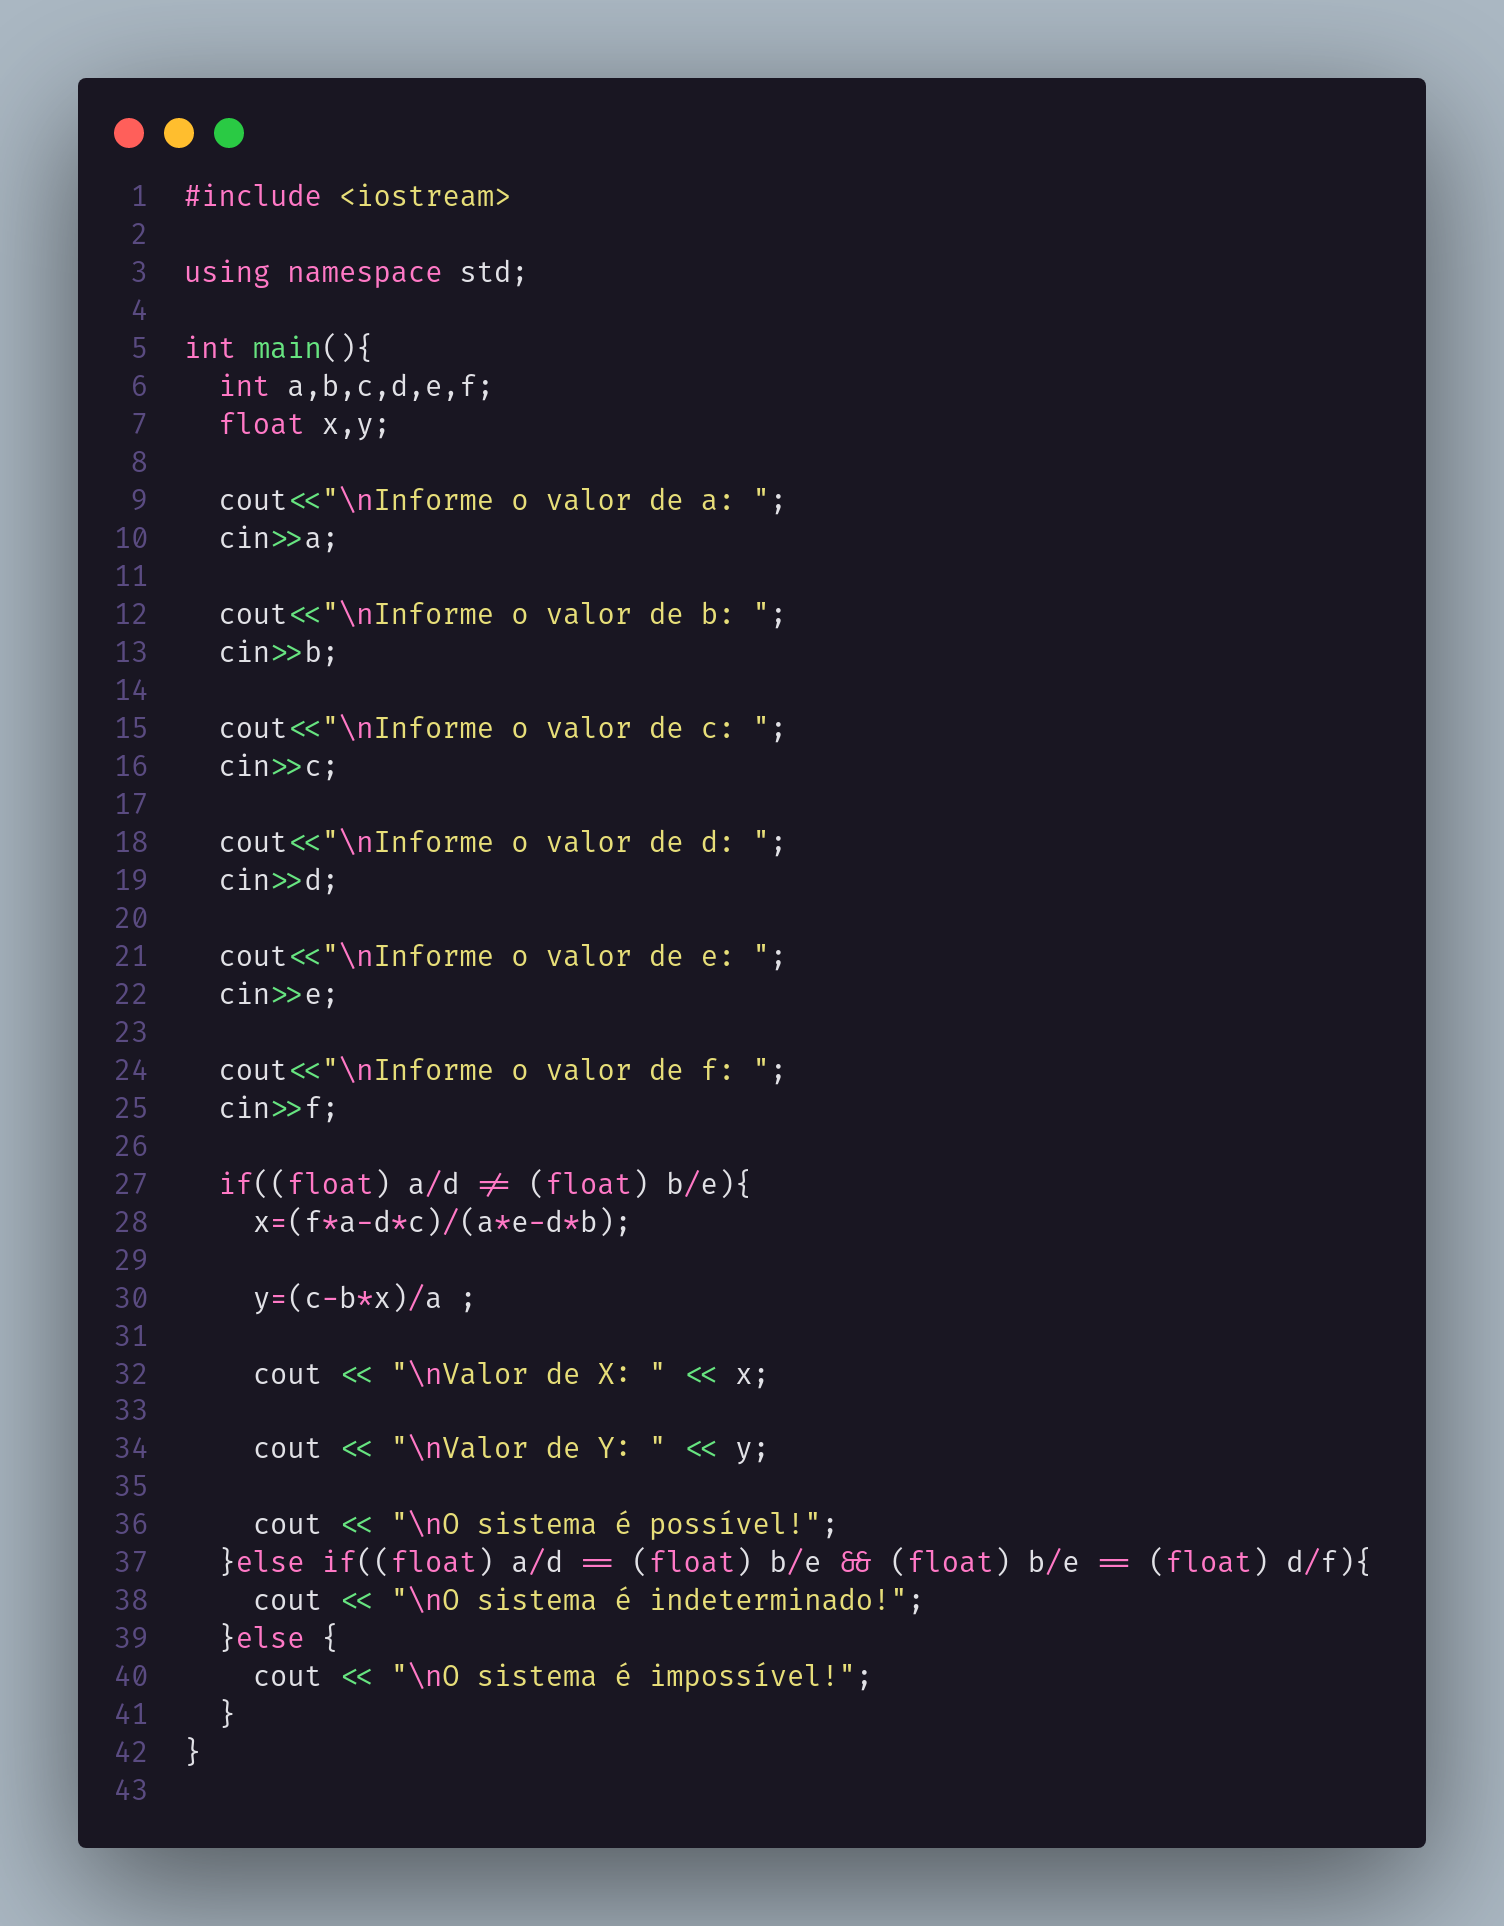 1 #include <iostream>
2
3 using namespace std;
4
5 int main(){
6   int a,b,c,d,e,f;
7   float x,y;
8
9   cout<<"\nInforme o valor de a: ";
10   cin>>a;
11
12   cout<<"\nInforme o valor de b: ";
13   cin>>b;
14
15   cout<<"\nInforme o valor de c: ";
16   cin>>c;
17
18   cout<<"\nInforme o valor de d: ";
19   cin>>d;
20
21   cout<<"\nInforme o valor de e: ";
22   cin>>e;
23
24   cout<<"\nInforme o valor de f: ";
25   cin>>f;
26
27   if((float) a/d != (float) b/e){
28     x=(f*a-d*c)/(a*e-d*b);
29
30     y=(c-b*x)/a ;
31
32     cout << "\nValor de X: " << x;
33
34     cout << "\nValor de Y: " << y;
35
36     cout << "\nO sistema é possível!";
37   }else if((float) a/d == (float) b/e && (float) b/e == (float) d/f){
38     cout << "\nO sistema é indeterminado!";
39   }else {
40     cout << "\nO sistema é impossível!";
41   }
42 }
43